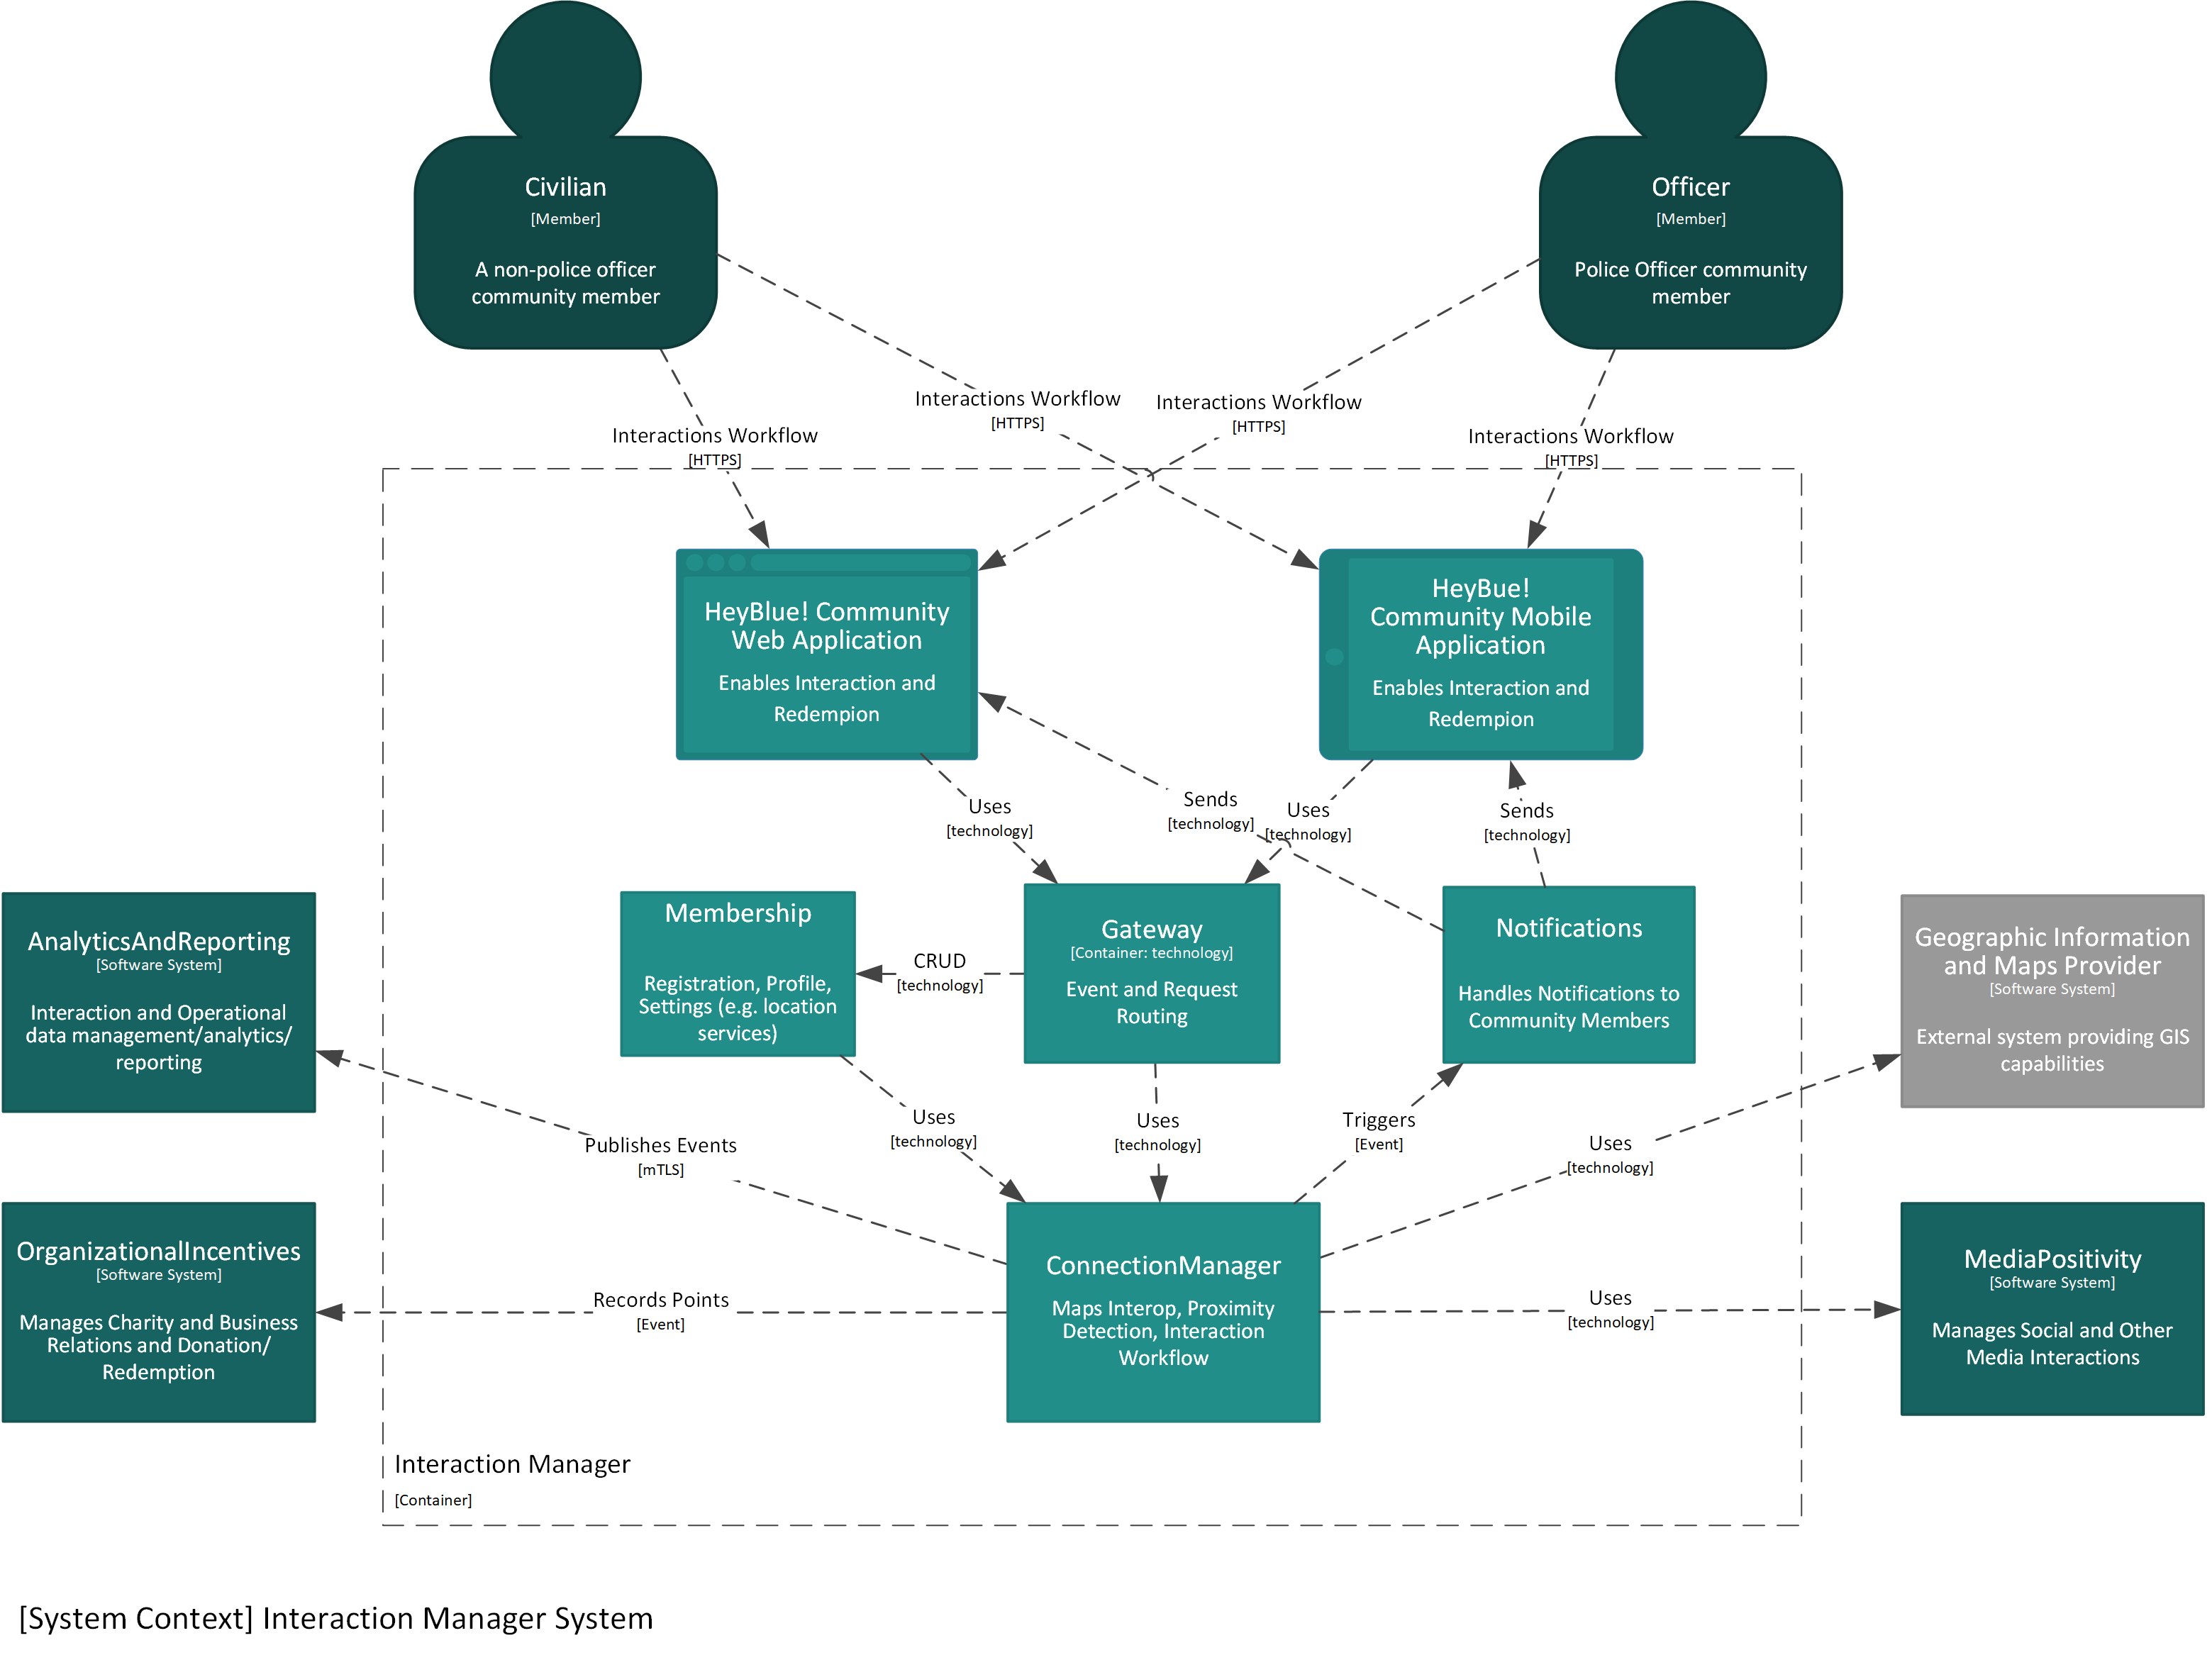 Civilian
[Member]
A non-police officer
community member
Officer
[Member]
Police Officer community
member
Interactions Workflow
[HTTPS]
Interactions Workflow
[HTTPS]
Interactions Workflow
[HTTPS]
Interactions Workflow
[HTTPS]
HeyBlue! Community
Web Application
Enables Interaction and
Redempion
HeyBue!
Community Mobile
Application
Enables Interaction and
Redempion
Uses
[technology]
Sends
[technology]
Uses
[technology]
Sends
[technology]
AnalyticsAndReporting
[Software System]
Interaction and Operational
data management/analytics/
reporting
Membership
Registration, Profile,
Settings (e.g. location
services)
CRUD
[technology]
Gateway
[Container: technology]
Event and Request
Routing
Notifications
Handles Notifications to
Community Members
Geographic Information
and Maps Provider
[Software System]
External system providing GIS
capabilities
Publishes Events
[mTLS]
Uses
[technology]
Uses
[technology]
Triggers
[Event]
Uses
[technology]
OrganizationalIncentives
[Software System]
Manages Charity and Business
Relations and Donation/
Redemption
Records Points
[Event]
ConnectionManager
Maps Interop, Proximity
Detection, Interaction
Workflow
Uses
[technology]
MediaPositivity
[Software System]
Manages Social and Other
Media Interactions
Interaction Manager
[Container]
[System Context] Interaction Manager System